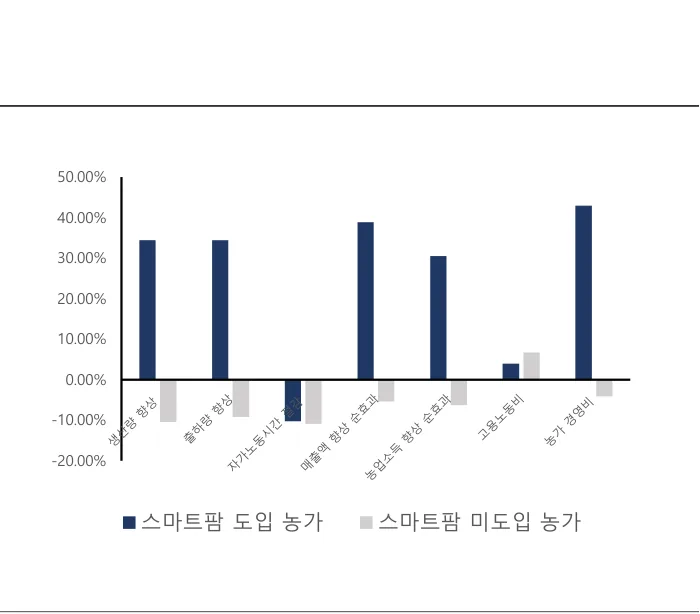 50.00%
40.00%
30.00%
20.00%
10.00%
0.00%
-10.00%
-20.00%
생산량 향상
출하량 향상
자가노동시간
매출액 향상 순효과
농업소득 향상 순효과
고용노동비
농가 경영비
스마트팜 도입 농가
스마트팜 미도입 농가